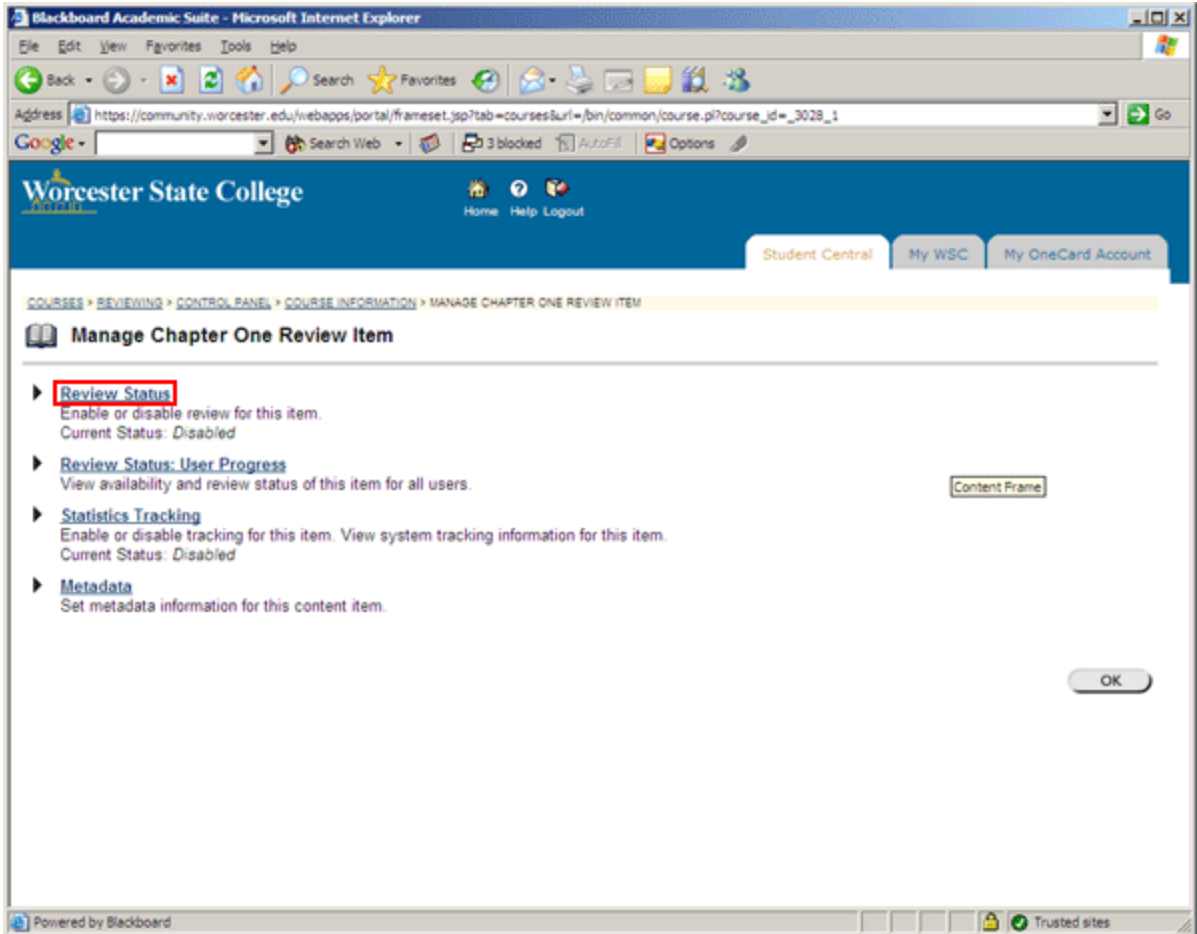 Blackboard Academic Suite - Microsoft Internet Explorer
File Edit View Favorites Tools Help
Back Search Favorites
Address https://community.worcester.edu/webapps/portal/frameset.jsp?tab=courses&url=/bin/common/course.pl?course_id=_3028_1 Go
Google Search Web 3 blocked AutoFill Options
Worcester State College
Home Help Logout
Student Central My WSC My OneCard Account
COURSES > REVIEWING > CONTROL PANEL > COURSE INFORMATION > MANAGE CHAPTER ONE REVIEW ITEM
Manage Chapter One Review Item
Review Status
Enable or disable review for this item.
Current Status: Disabled
Review Status: User Progress
View availability and review status of this item for all users.
Content Frame
Statistics Tracking
Enable or disable tracking for this item. View system tracking information for this item.
Current Status: Disabled
Metadata
Set metadata information for this content item.
OK
Powered by Blackboard Trusted sites